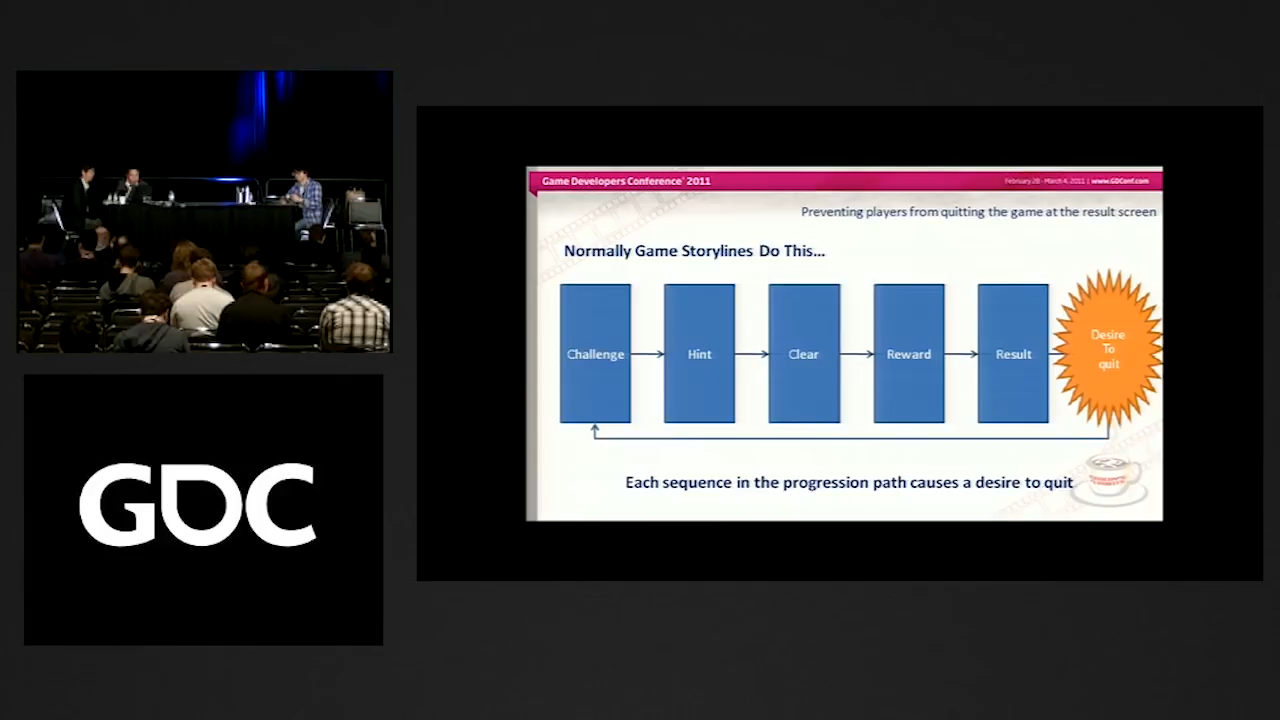 GDC
Game Developers Conference® 2011
February 28 - March 4, 2011 | www.GDConf.com
Preventing players from quitting the game at the result screen
Normally Game Storylines Do This...
Challenge
Hint
Clear
Reward
Result
Desire
To
quit
Each sequence in the progression path causes a desire to quit